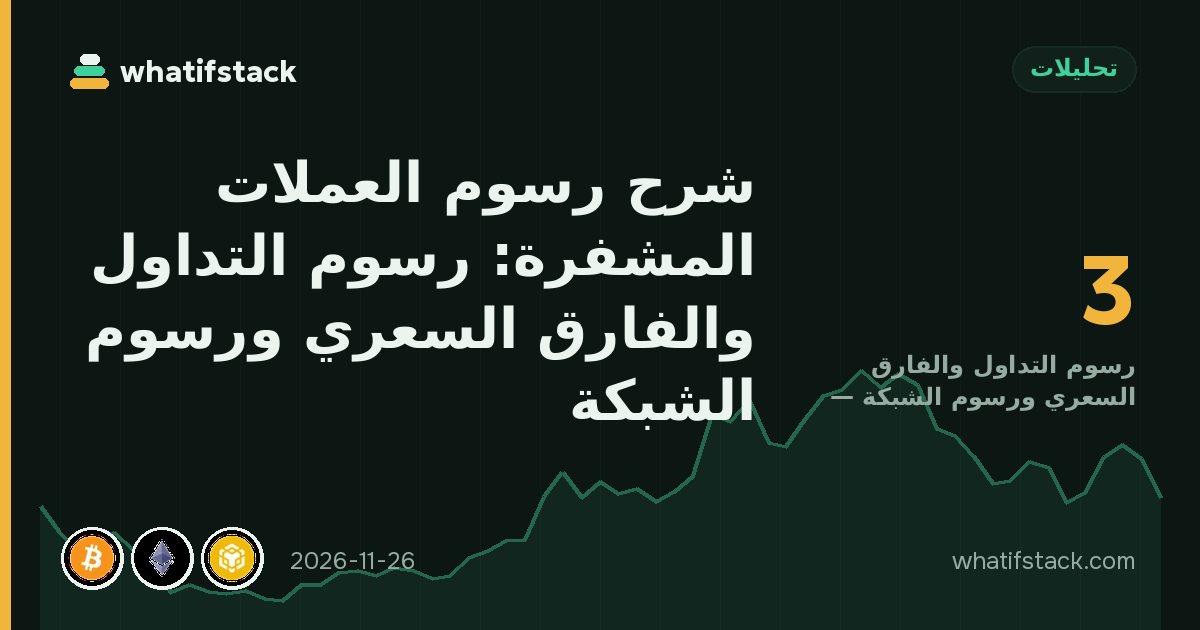 whatifstack
تحليلات
شرح رسوم العملات
المشفرة: رسوم التداول
والفارق السعري ورسوم
الشبكة
3
رسوم التداول والفارق
السعري ورسوم الشبكة —
2026-11-26
whatifstack.com